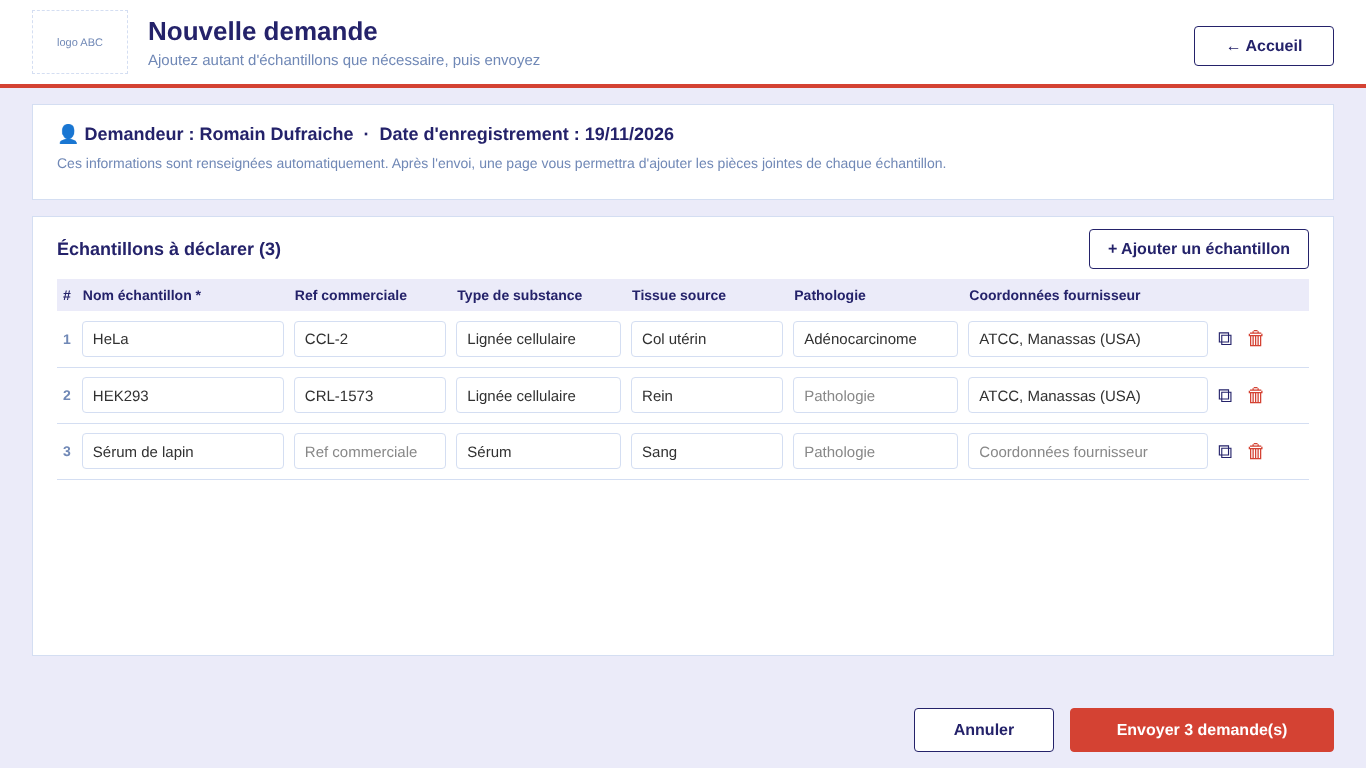 logo ABC
Nouvelle demande
Ajoutez autant d'échantillons que nécessaire, puis envoyez
← Accueil
👤 Demandeur : Romain Dufraiche · Date d'enregistrement : 19/11/2026
Ces informations sont renseignées automatiquement. Après l'envoi, une page vous permettra d'ajouter les pièces jointes de chaque échantillon.
Échantillons à déclarer (3)
+ Ajouter un échantillon
# Nom échantillon * Ref commerciale Type de substance Tissue source Pathologie Coordonnées fournisseur
1 HeLa CCL-2 Lignée cellulaire Col utérin Adénocarcinome ATCC, Manassas (USA)
2 HEK293 CRL-1573 Lignée cellulaire Rein Pathologie ATCC, Manassas (USA)
3 Sérum de lapin Ref commerciale Sérum Sang Pathologie Coordonnées fournisseur
Annuler
Envoyer 3 demande(s)